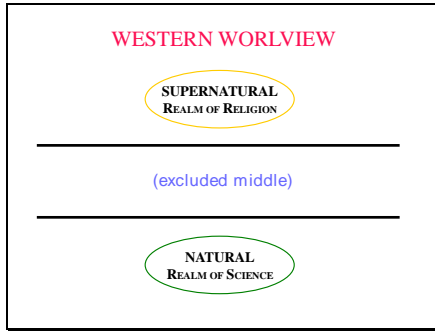 WESTERN WORLVIEW
SUPERNATURAL
REALM OF RELIGION
(excluded middle)
NATURAL
REALM OF SCIENCE